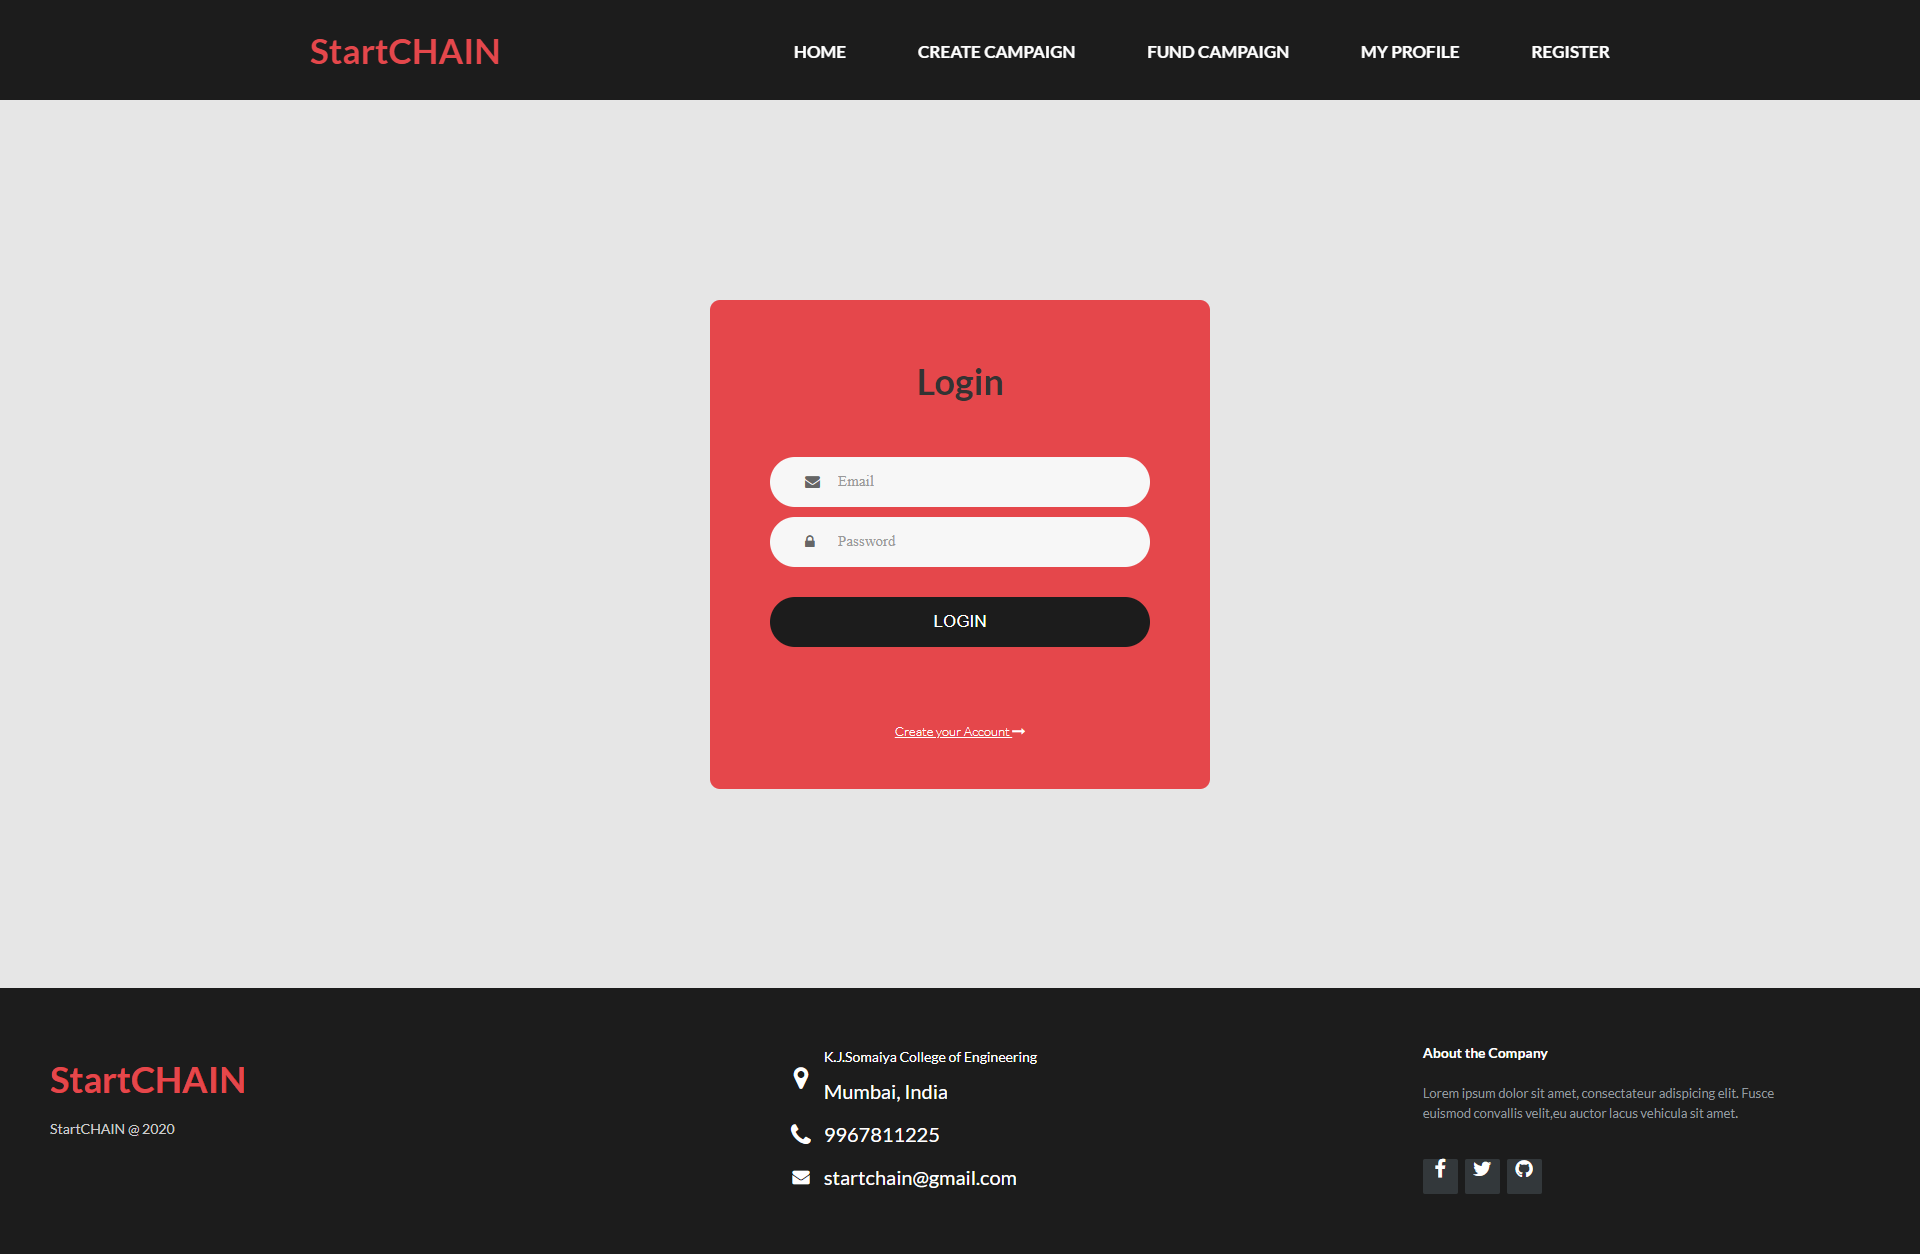 StartCHAIN
HOME
CREATE CAMPAIGN
FUND CAMPAIGN
MY PROFILE
REGISTER
Login
Email
Password
LOGIN
Create your Account
StartCHAIN
StartCHAIN @ 2020
K.J.Somaiya College of Engineering
Mumbai, India
9967811225
startchain@gmail.com
About the Company
Lorem ipsum dolor sit amet, consectateur adispicing elit. Fusce
euismod convallis velit,eu auctor lacus vehicula sit amet.